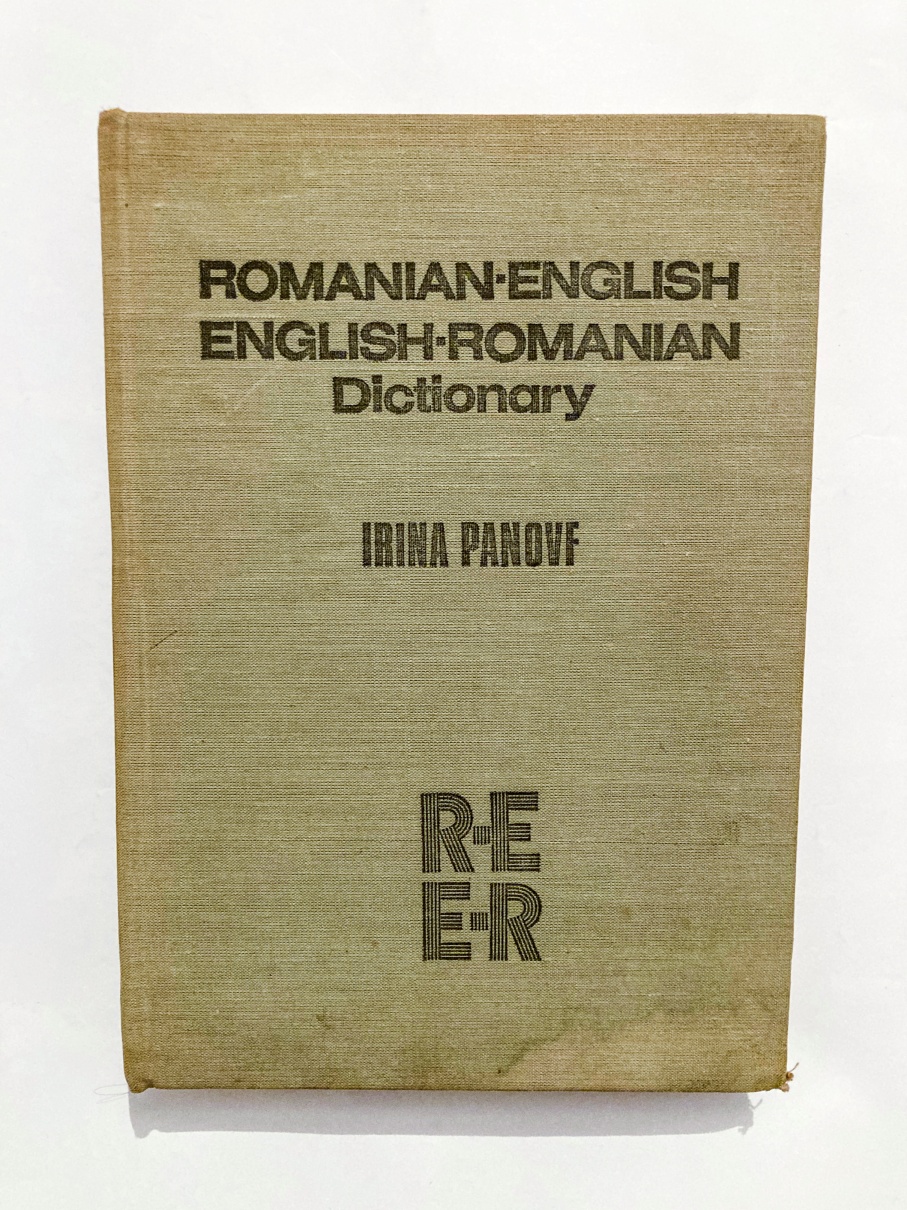 ROMANIAN-ENGLISH
ENGLISH-ROMANIAN
Dictionary
IRINA PANOVF
R-E
E-R